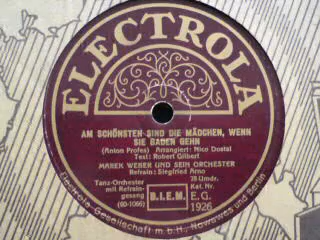 ELECTROLA
AM SCHÖNSTEN SIND DIE MÄDCHEN, WENN
SIE BADEN GEHN
(Anton Profes) Arrangiert: Nico Dostal
Text: Robert Gilbert
MAREK WEBER UND SEIN ORCHESTER
Refrain: Siegfried Arno
Tanz-Orchester
mit Refrain-
gesang
(60-1066)
B.I.E.M.
78 Umdr.
Kat. Nr.
E.G.
1926
Electrola Gesellschaft m.b.H., Nowawes und Berlin